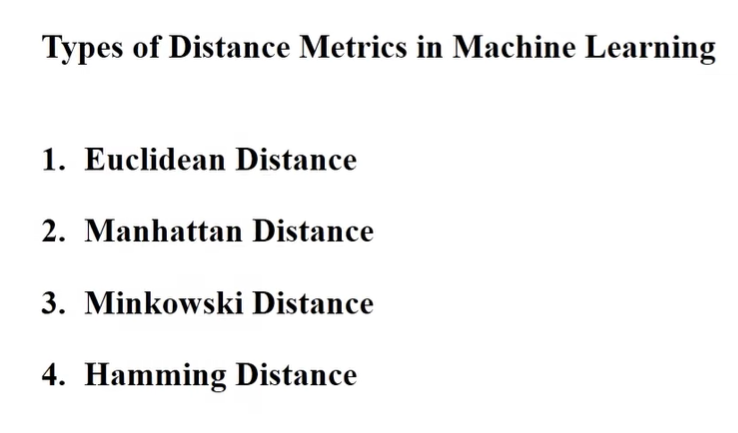 Types of Distance Metrics in Machine Learning
1. Euclidean Distance
2. Manhattan Distance
3. Minkowski Distance
4. Hamming Distance